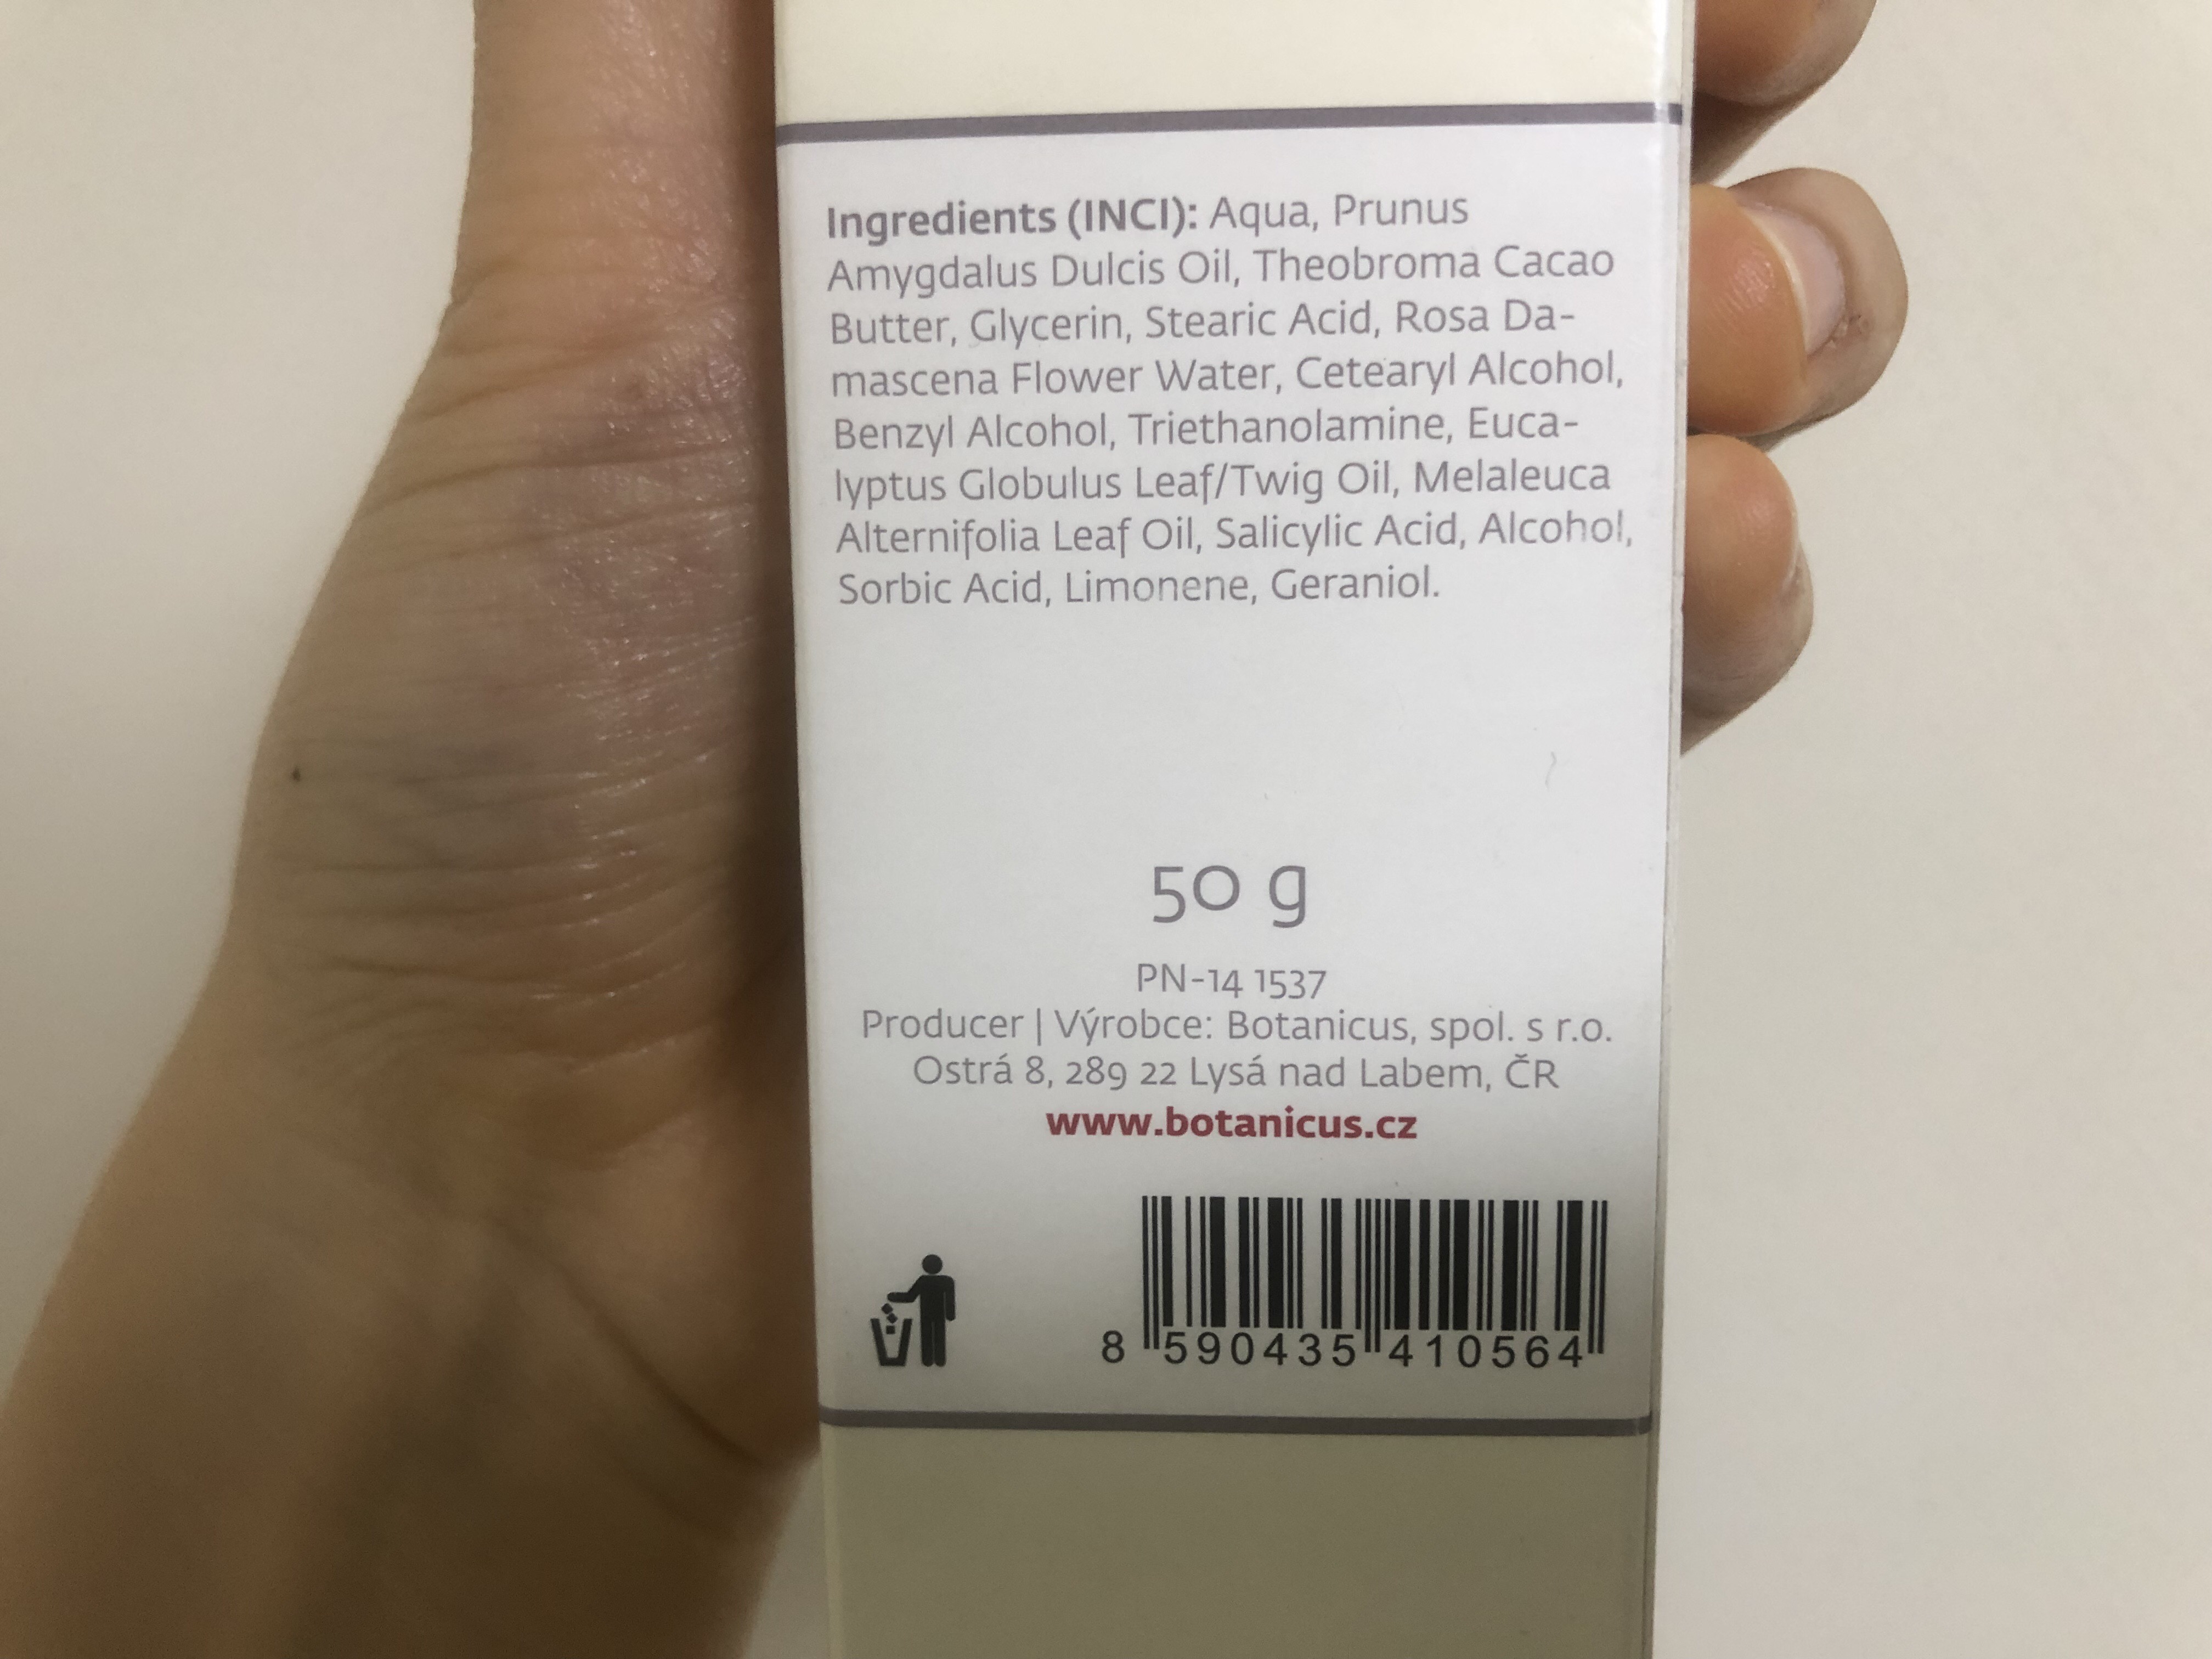 Ingredients (INCI): Aqua, Prunus
Amygdalus Dulcis Oil, Theobroma Cacao
Butter, Glycerin, Stearic Acid, Rosa Da-
mascena Flower Water, Cetearyl Alcohol,
Benzyl Alcohol, Triethanolamine, Euca-
lyptus Globulus Leaf/Twig Oil, Melaleuca
Alternifolia Leaf Oil, Salicylic Acid, Alcohol,
Sorbic Acid, Limonene, Geraniol.
50 g
PN-14 1537
Producer | Výrobce: Botanicus, spol. s r.o.
Ostrá 8, 289 22 Lysá nad Labem, ČR
www.botanicus.cz
8 590435 410564